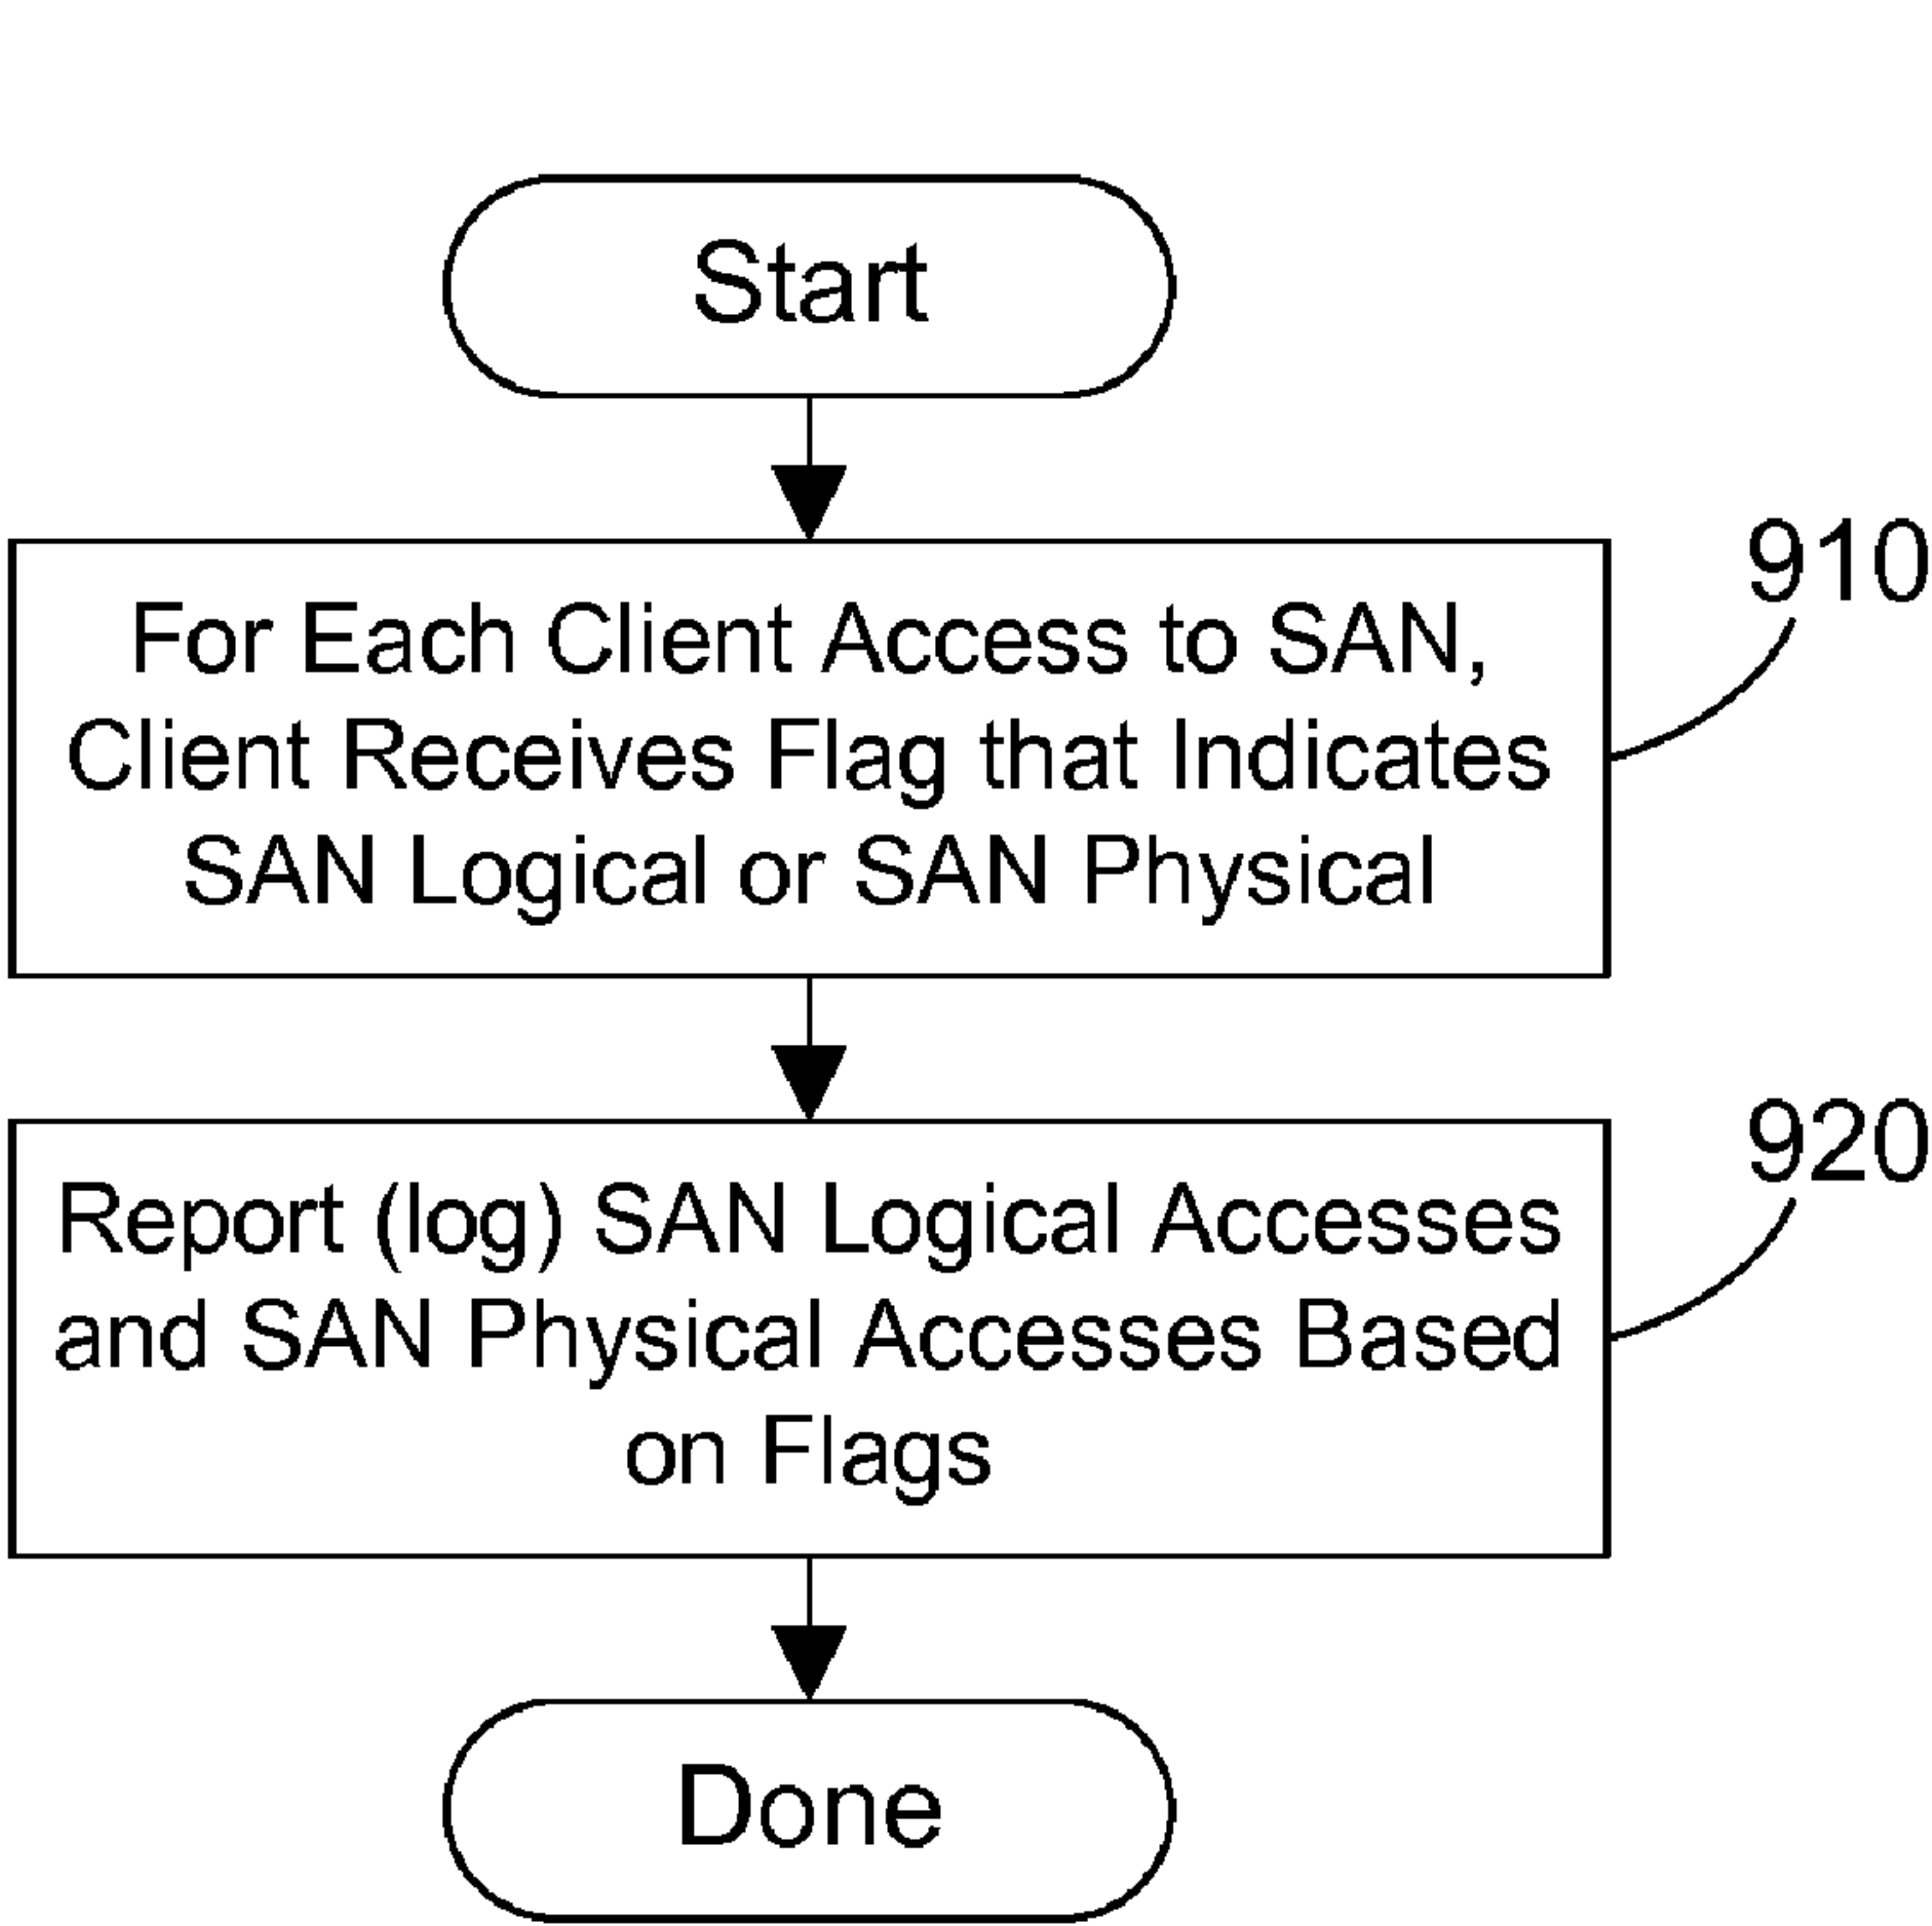 Start
910
For Each Client Access to SAN,
Client Receives Flag that Indicates
SAN Logical or SAN Physical
920
Report (log) SAN Logical Accesses
and SAN Physical Accesses Based
on Flags
Done